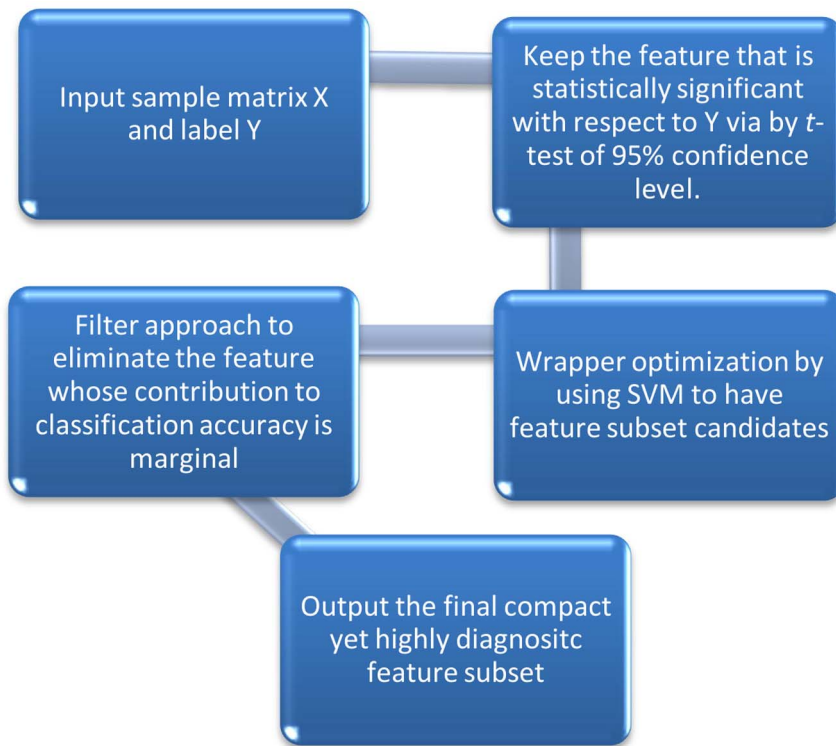 Input sample matrix X
and label Y
Keep the feature that is
statistically significant
with respect to Y via by t-
test of 95% confidence
level.
Wrapper optimization by
using SVM to have
feature subset candidates
Filter approach to
eliminate the feature
whose contribution to
classification accuracy is
marginal
Output the final compact
yet highly diagnositc
feature subset